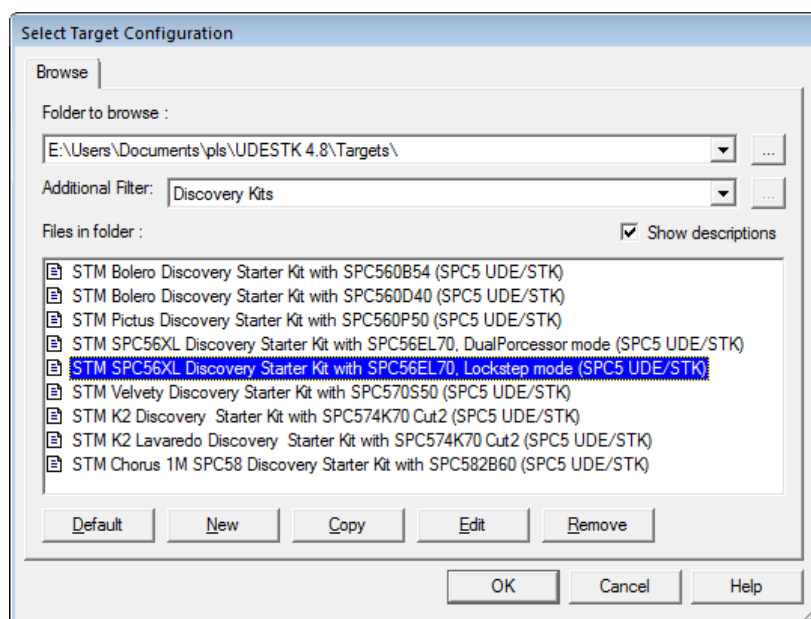 Select Target Configuration
Browse
Folder to browse :
E:\Users\Documents\pls\UDESTK 4.8\Targets\
...
Additional Filter:
Discovery Kits
...
Files in folder :
Show descriptions
STM Bolero Discovery Starter Kit with SPC560B54 (SPC5 UDE/STK)
STM Bolero Discovery Starter Kit with SPC560D40 (SPC5 UDE/STK)
STM Pictus Discovery Starter Kit with SPC560P50 (SPC5 UDE/STK)
STM SPC56XL Discovery Starter Kit with SPC56EL70, DualPorcessor mode (SPC5 UDE/STK)
STM SPC56XL Discovery Starter Kit with SPC56EL70, Lockstep mode (SPC5 UDE/STK)
STM Velvety Discovery Starter Kit with SPC570S50 (SPC5 UDE/STK)
STM K2 Discovery  Starter Kit with SPC574K70 Cut2 (SPC5 UDE/STK)
STM K2 Lavaredo Discovery  Starter Kit with SPC574K70 Cut2 (SPC5 UDE/STK)
STM Chorus 1M SPC58 Discovery Starter Kit with SPC582B60 (SPC5 UDE/STK)
Default
New
Copy
Edit
Remove
OK
Cancel
Help